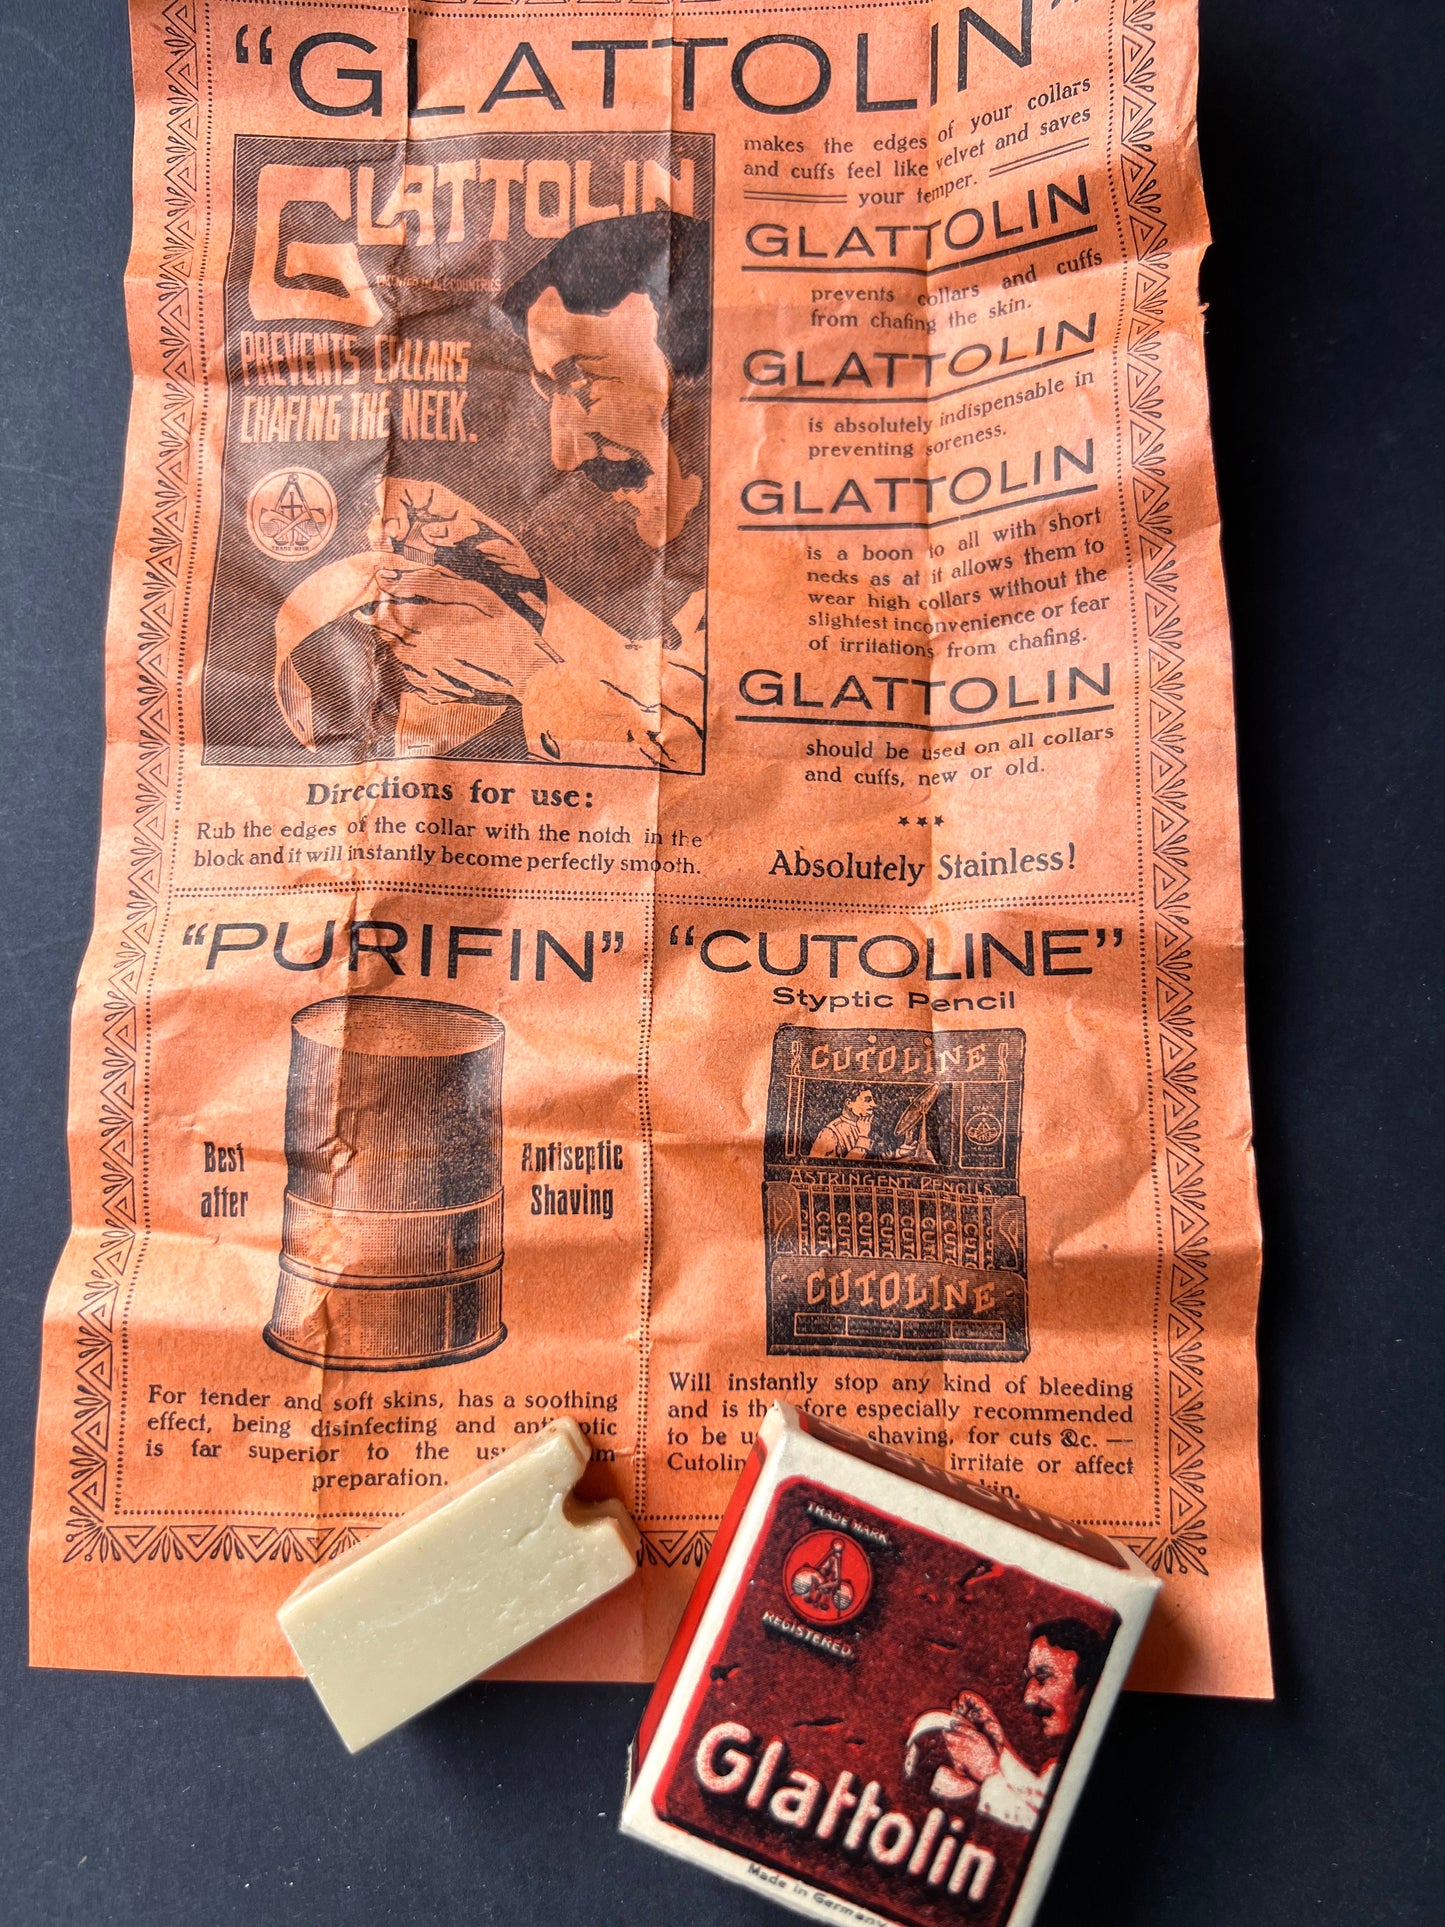 “GLATTOLIN”
GLATTOLIN
PREVENTS COLLARS
CHAFING THE NECK.
TRADE MARK
makes the edges of your collars
and cuffs feel like velvet and saves
your temper.
GLATTOLIN
prevents collars and cuffs
from chafing the skin.
GLATTOLIN
is absolutely indispensable in
preventing soreness.
GLATTOLIN
is a boon to all with short
necks as at it allows them to
wear high collars without the
slightest inconvenience or fear
of irritations from chafing.
GLATTOLIN
should be used on all collars
and cuffs, new or old.
***
Absolutely Stainless!
Directions for use:
Rub the edges of the collar with the notch in the
block and it will instantly become perfectly smooth.
“PURIFIN”
Best
after
Antiseptic
Shaving
For tender and soft skins, has a soothing
effect, being disinfecting and
is far superior to the
preparation.
“CUTOLINE”
Styptic Pencil
CUTOLINE
ASTRINGENT PENCILS
CUTOLINE
Will instantly stop any kind of bleeding
and is especially recommended
to be shaving, for cuts &c. —
irritate or affect
TRADE MARK
REGISTERED.
Glattolin
Made in Germany